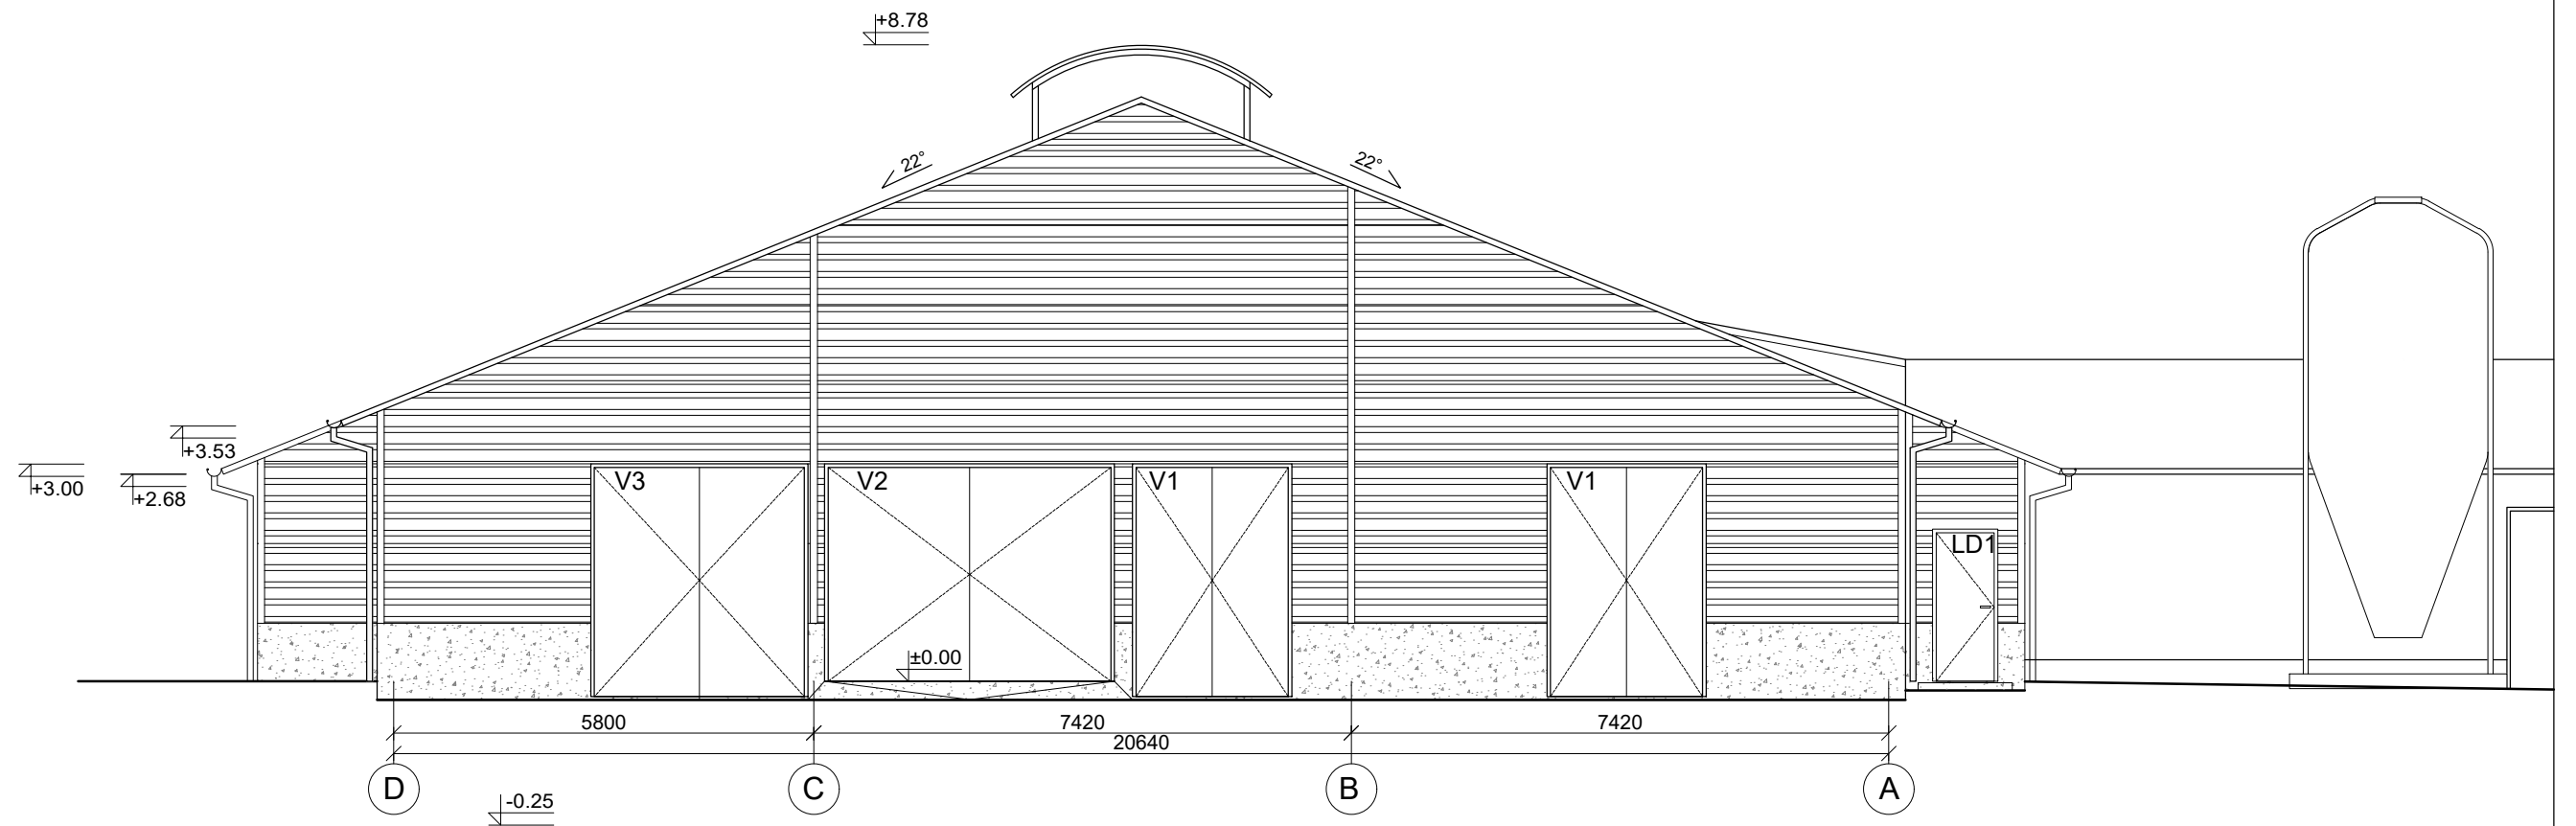 +8.78
22°
22°
+3.53
+3.00
+2.68
V3
V2
V1
V1
LD1
±0.00
5800
7420
7420
20640
D
C
B
A
-0.25